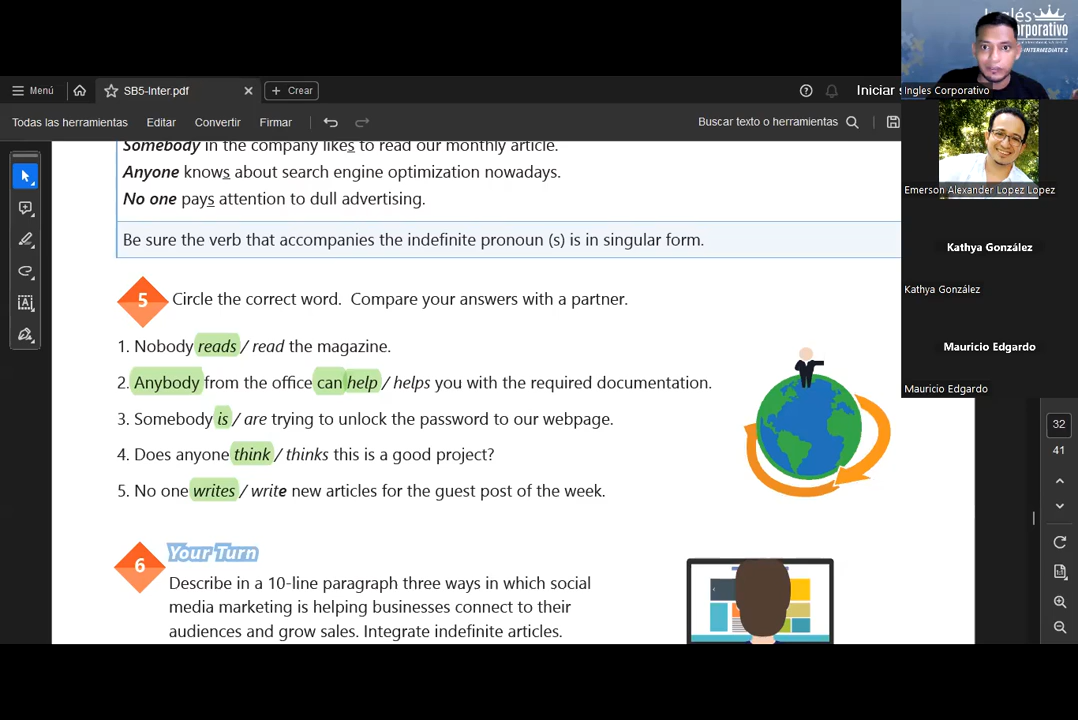 Inglés
Corporativo
INTERMEDIATE 2
Ingles Corporativo
Menú
SB5-Inter.pdf
Crear
Iniciar
Todas las herramientas
Editar
Convertir
Firmar
Buscar texto o herramientas
Somebody in the company likes to read our monthly article.
Anyone knows about search engine optimization nowadays.
No one pays attention to dull advertising.
Be sure the verb that accompanies the indefinite pronoun (s) is in singular form.
5 Circle the correct word. Compare your answers with a partner.
1. Nobody reads / read the magazine.
2. Anybody from the office can help / helps you with the required documentation.
3. Somebody is / are trying to unlock the password to our webpage.
4. Does anyone think / thinks this is a good project?
5. No one writes / write new articles for the guest post of the week.
6 Your Turn
Describe in a 10-line paragraph three ways in which social
media marketing is helping businesses connect to their
audiences and grow sales. Integrate indefinite articles.
Emerson Alexander Lopez Lopez
Kathya González
Kathya González
Mauricio Edgardo
Mauricio Edgardo
32
41